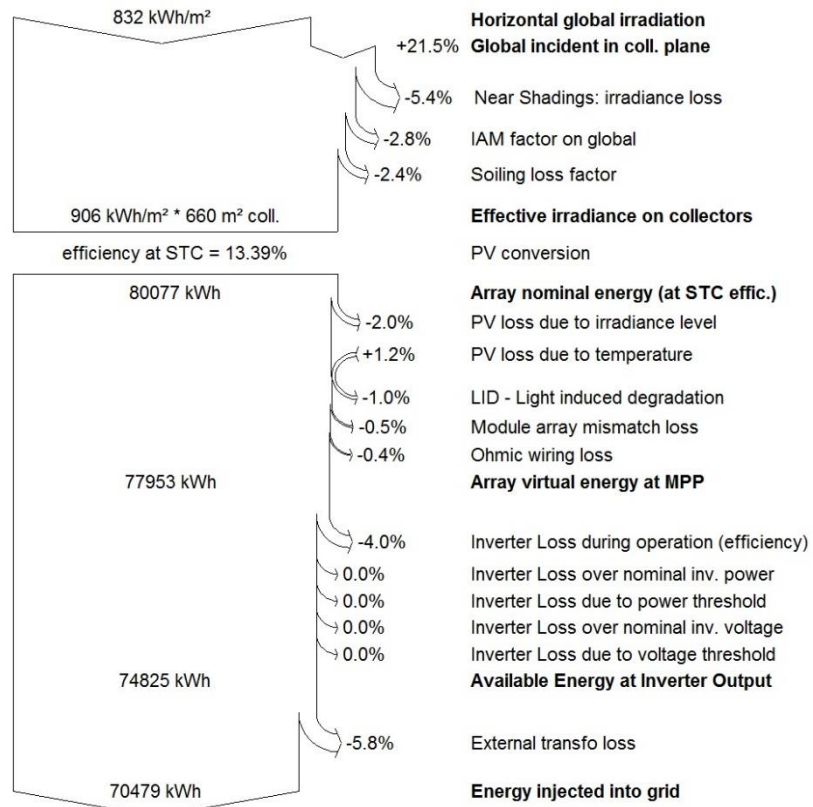 832 kWh/m² Horizontal global irradiation
+21.5% Global incident in coll. plane
-5.4% Near Shadings: irradiance loss
-2.8% IAM factor on global
-2.4% Soiling loss factor
906 kWh/m² * 660 m² coll. Effective irradiance on collectors
efficiency at STC = 13.39% PV conversion
80077 kWh Array nominal energy (at STC effic.)
-2.0% PV loss due to irradiance level
+1.2% PV loss due to temperature
-1.0% LID - Light induced degradation
-0.5% Module array mismatch loss
-0.4% Ohmic wiring loss
77953 kWh Array virtual energy at MPP
-4.0% Inverter Loss during operation (efficiency)
0.0% Inverter Loss over nominal inv. power
0.0% Inverter Loss due to power threshold
0.0% Inverter Loss over nominal inv. voltage
0.0% Inverter Loss due to voltage threshold
74825 kWh Available Energy at Inverter Output
-5.8% External transfo loss
70479 kWh Energy injected into grid